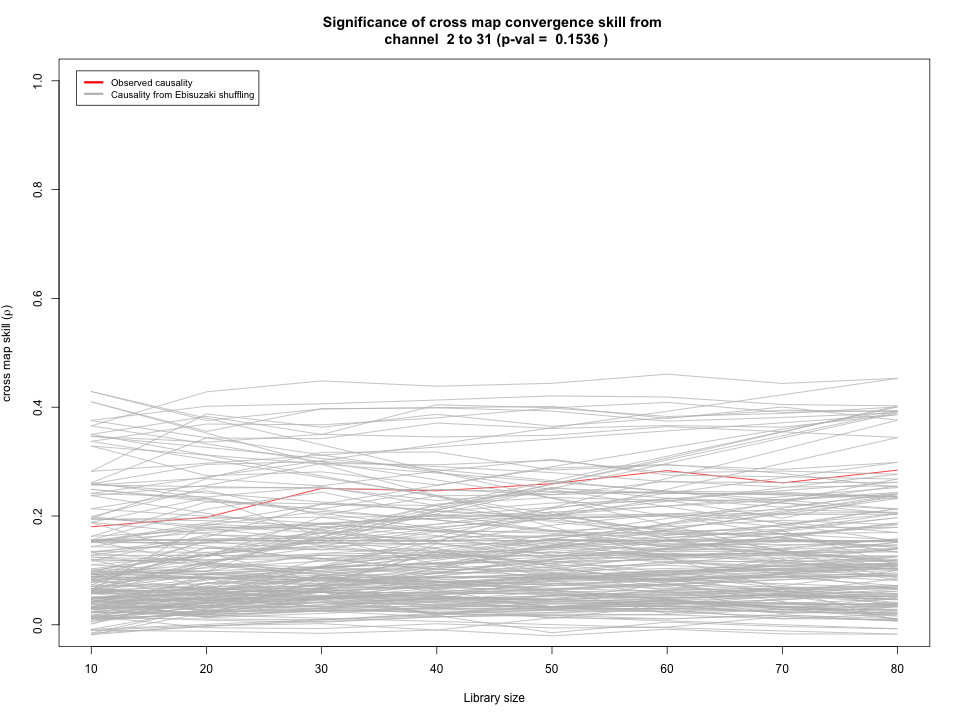 Significance of cross map convergence skill from
channel  2 to 31 (p-val =  0.1536 )
Observed causality
Causality from Ebisuzaki shuffling
1.0
0.8
0.6
0.4
0.2
0.0
cross map skill (ρ)
10 20 30 40 50 60 70 80
Library size